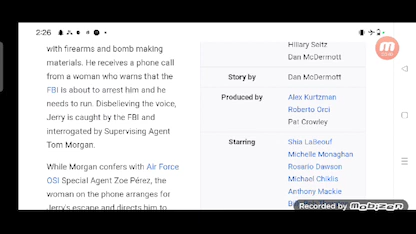 2:26
with firearms and bomb making
materials. He receives a phone call
from a woman who warns that the
FBI is about to arrest him and he
needs to run. Disbelieving the voice,
Jerry is caught by the FBI and
interrogated by Supervising Agent
Tom Morgan.
While Morgan confers with Air Force
OSI Special Agent Zoe Pérez, the
woman on the phone arranges for
Jerry's escape and directs him to
Hillary Seitz
Dan McDermott
Story by Dan McDermott
Produced by Alex Kurtzman
Roberto Orci
Pat Crowley
Starring Shia LaBeouf
Michelle Monaghan
Rosario Dawson
Michael Chiklis
Anthony Mackie
Recorded by Mobizen